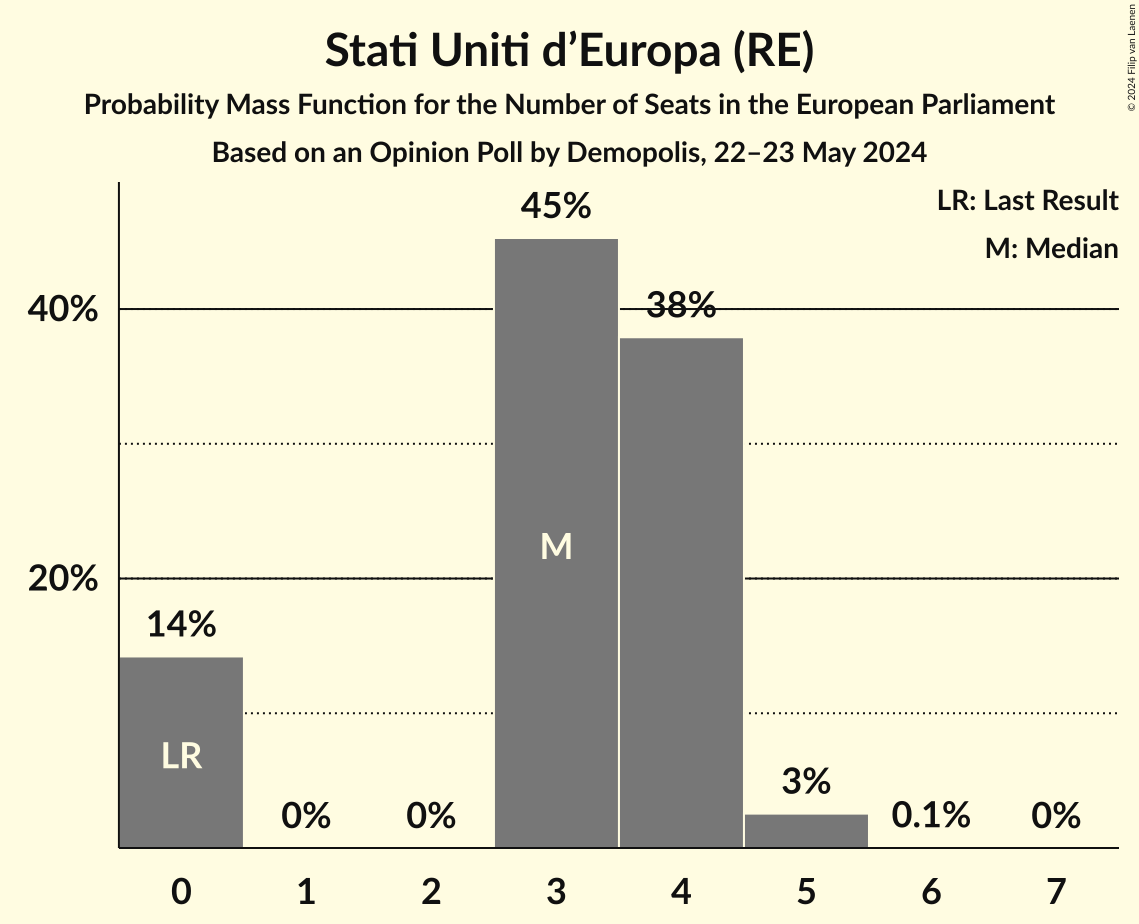 Stati Uniti d’Europa (RE)
Probability Mass Function for the Number of Seats in the European Parliament
Based on an Opinion Poll by Demopolis, 22–23 May 2024
© 2024 Filip van Laenen
LR: Last Result
M: Median
45%
38%
40%
20%
14%
M
LR
3%
0%
0%
0.1%
0%
0 1 2 3 4 5 6 7